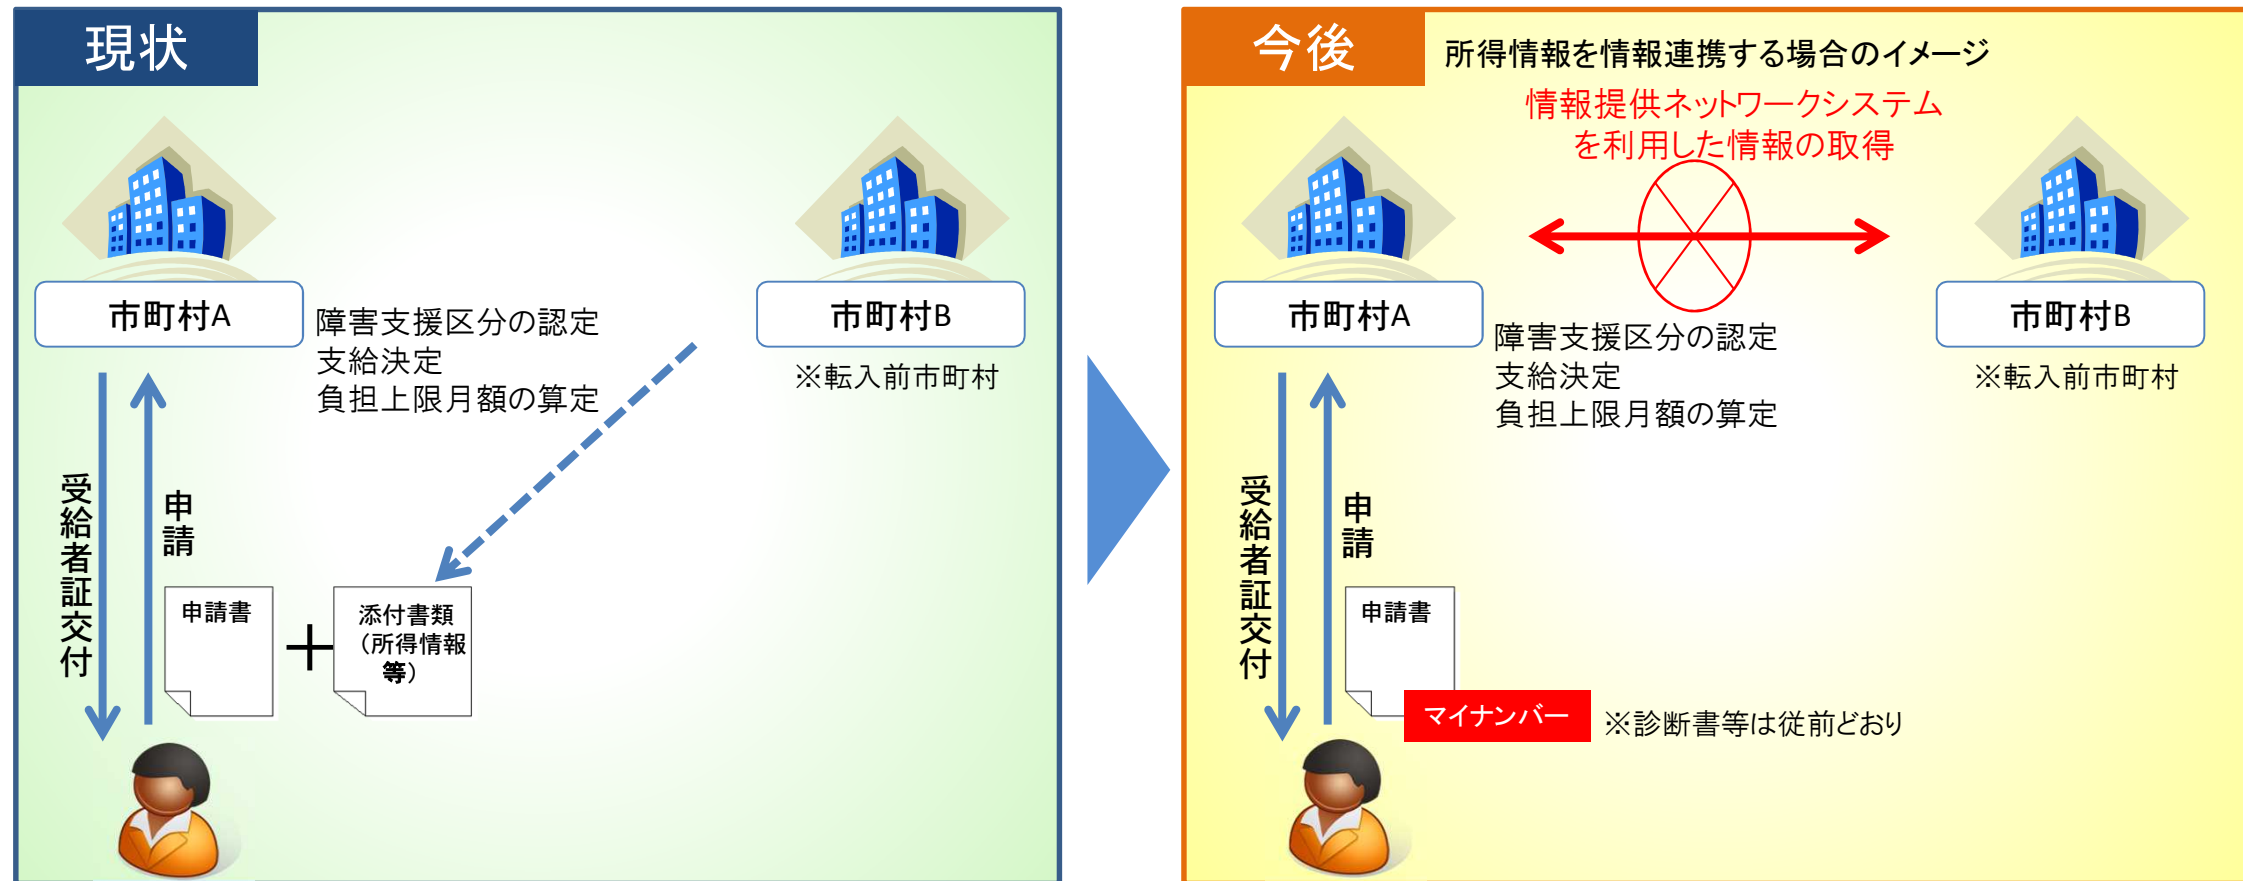 現状
市町村A
障害支援区分の認定
支給決定
負担上限月額の算定
市町村B
※転入前市町村
受給者証交付
申請
申請書
＋
添付書類
（所得情報
等）
今後
所得情報を情報連携する場合のイメージ
情報提供ネットワークシステム
を利用した情報の取得
市町村A
障害支援区分の認定
支給決定
負担上限月額の算定
市町村B
※転入前市町村
受給者証交付
申請
申請書
マイナンバー
※診断書等は従前どおり